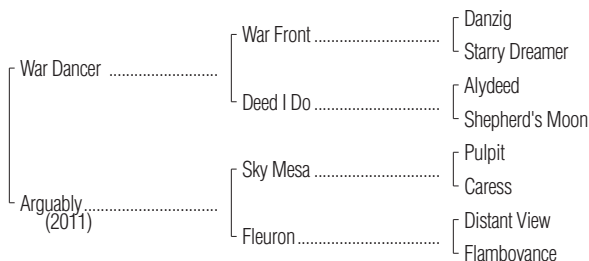 War Dancer
Arguably
(2011)
War Front
Deed I Do
Sky Mesa
Fleuron
Danzig
Starry Dreamer
Alydeed
Shepherd's Moon
Pulpit
Caress
Distant View
Flamboyance